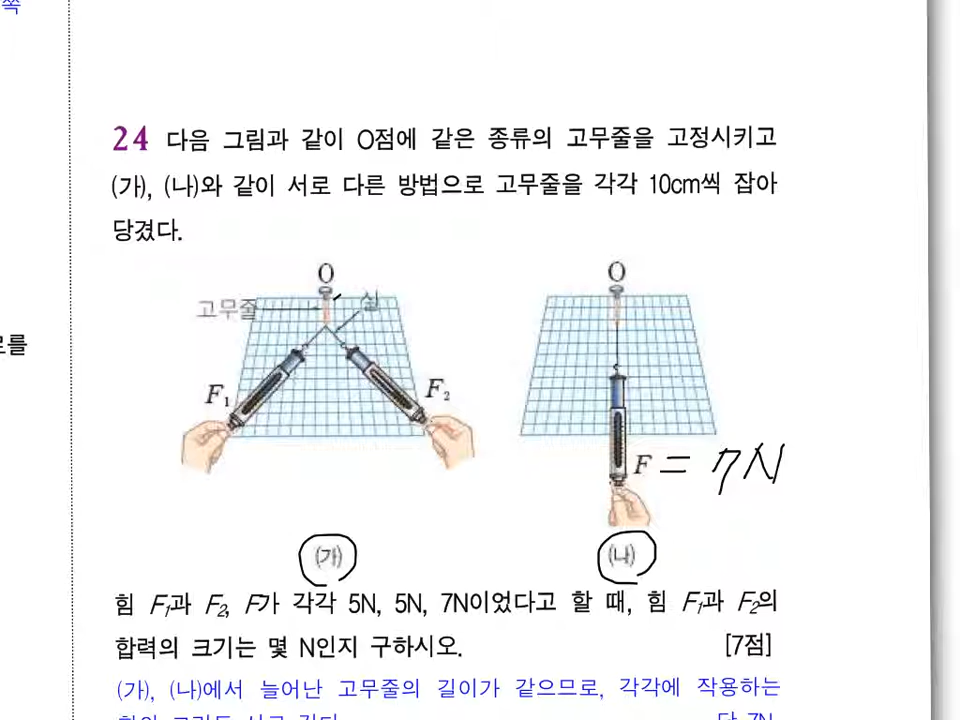 쪽
24 다음 그림과 같이 O점에 같은 종류의 고무줄을 고정시키고
(가), (나)와 같이 서로 다른 방법으로 고무줄을 각각 10cm씩 잡아
당겼다.
O
O
고무줄
실
F₁
F₂
F = 7N
(가)
(나)
로를
힘 F₁과 F₂, F가 각각 5N, 5N, 7N이었다고 할 때, 힘 F₁과 F₂의
합력의 크기는 몇 N인지 구하시오. [7점]
(가), (나)에서 늘어난 고무줄의 길이가 같으므로, 각각에 작용하는